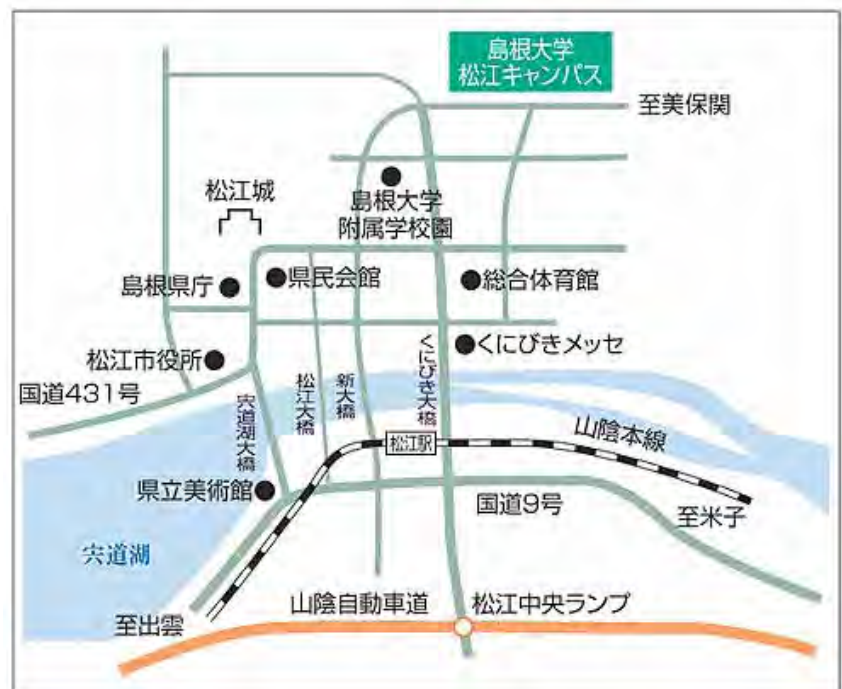 島根大学
松江キャンパス
至美保関
松江城
島根大学
附属学校園
島根県庁
県民会館
総合体育館
松江市役所
くにびきメッセ
国道431号
宍道湖大橋
松江大橋
新大橋
くにびき大橋
松江駅
山陰本線
県立美術館
国道9号
至米子
宍道湖
至出雲
山陰自動車道
松江中央ランプ